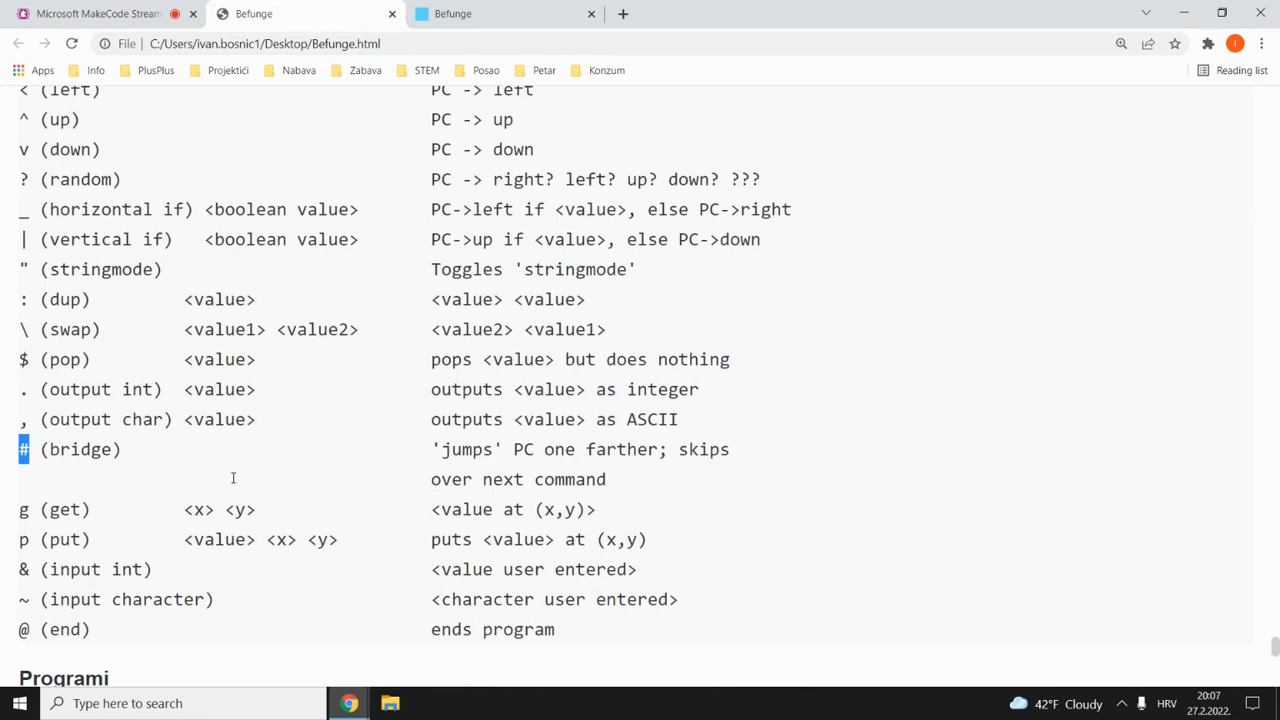 Microsoft MakeCode Stream
Befunge
Befunge
File C:/Users/ivan.bosnic1/Desktop/Befunge.html
Apps Info PlusPlus Projektići Nabava Zabava STEM Posao Petar Konzum Reading list
< (left) PC -> left
^ (up) PC -> up
v (down) PC -> down
? (random) PC -> right? left? up? down? ???
_ (horizontal if) <boolean value> PC->left if <value>, else PC->right
| (vertical if) <boolean value> PC->up if <value>, else PC->down
" (stringmode) Toggles 'stringmode'
: (dup) <value> <value> <value>
\ (swap) <value1> <value2> <value2> <value1>
$ (pop) <value> pops <value> but does nothing
. (output int) <value> outputs <value> as integer
, (output char) <value> outputs <value> as ASCII
# (bridge) 'jumps' PC one farther; skips
over next command
g (get) <x> <y> <value at (x,y)>
p (put) <value> <x> <y> puts <value> at (x,y)
& (input int) <value user entered>
~ (input character) <character user entered>
@ (end) ends program
Programi
Type here to search
42°F Cloudy
HRV
20:07
27.2.2022.